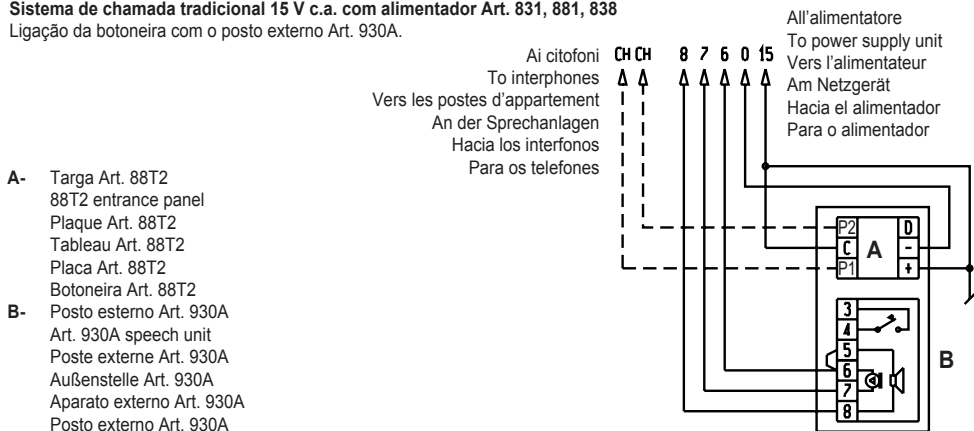 Sistema de chamada tradicional 15 V c.a. com alimentador Art. 831, 881, 838
Ligação da botoneira com o posto externo Art. 930A.
Ai citofoni
To interphones
Vers les postes d'appartement
An der Sprechanlagen
Hacia los interfonos
Para os telefones
CH CH 8 7 6 0 15
All'alimentatore
To power supply unit
Vers l'alimentateur
Am Netzgerät
Hacia el alimentador
Para o alimentador
A- Targa Art. 88T2
88T2 entrance panel
Plaque Art. 88T2
Tableau Art. 88T2
Placa Art. 88T2
Botoneira Art. 88T2
B- Posto esterno Art. 930A
Art. 930A speech unit
Poste externe Art. 930A
Außenstelle Art. 930A
Aparato externo Art. 930A
Posto externo Art. 930A
P2 D
C A -
P1 +
3
4
5
6
7
8
B